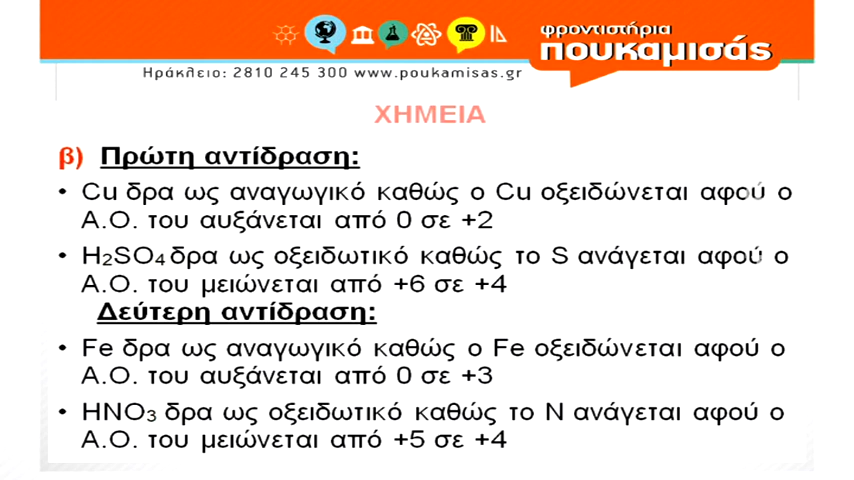 φροντιστήρια
πουκαμισάς
Ηράκλειο: 2810 245 300 www.poukamisas.gr
ΧΗΜΕΙΑ
β) Πρώτη αντίδραση:
• Cu δρα ως αναγωγικό καθώς ο Cu οξειδώνεται αφού ο
Α.Ο. του αυξάνεται από 0 σε +2
• H₂SO₄ δρα ως οξειδωτικό καθώς το S ανάγεται αφού ο
Α.Ο. του μειώνεται από +6 σε +4
Δεύτερη αντίδραση:
• Fe δρα ως αναγωγικό καθώς ο Fe οξειδώνεται αφού ο
Α.Ο. του αυξάνεται από 0 σε +3
• HNO₃ δρα ως οξειδωτικό καθώς το N ανάγεται αφού ο
Α.Ο. του μειώνεται από +5 σε +4